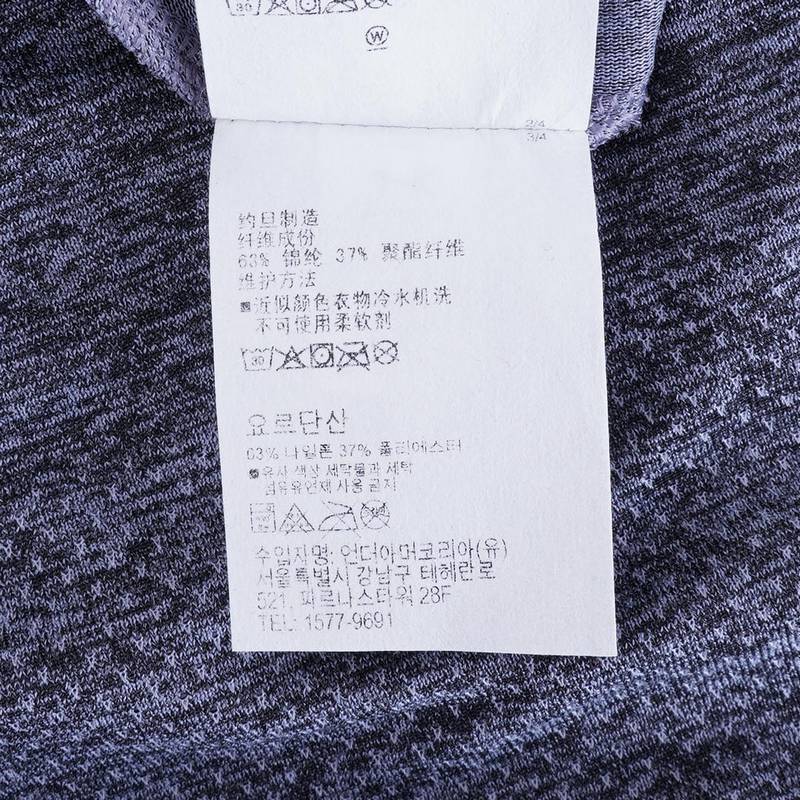 30
W
2/4
3/4
约旦制造
纤维成份
63% 锦纶 37% 聚酯纤维
维护方法
近似颜色衣物冷水机洗
不可使用柔软剂
30
요르단산
63% 나일론 37% 폴리에스터
유사 색상 세탁물과 세탁
섬유유연제 사용 금지
수입자명: 언더아머코리아(유)
서울특별시 강남구 테헤란로
521, 파르나스타워 28F
TEL: 1577-9691